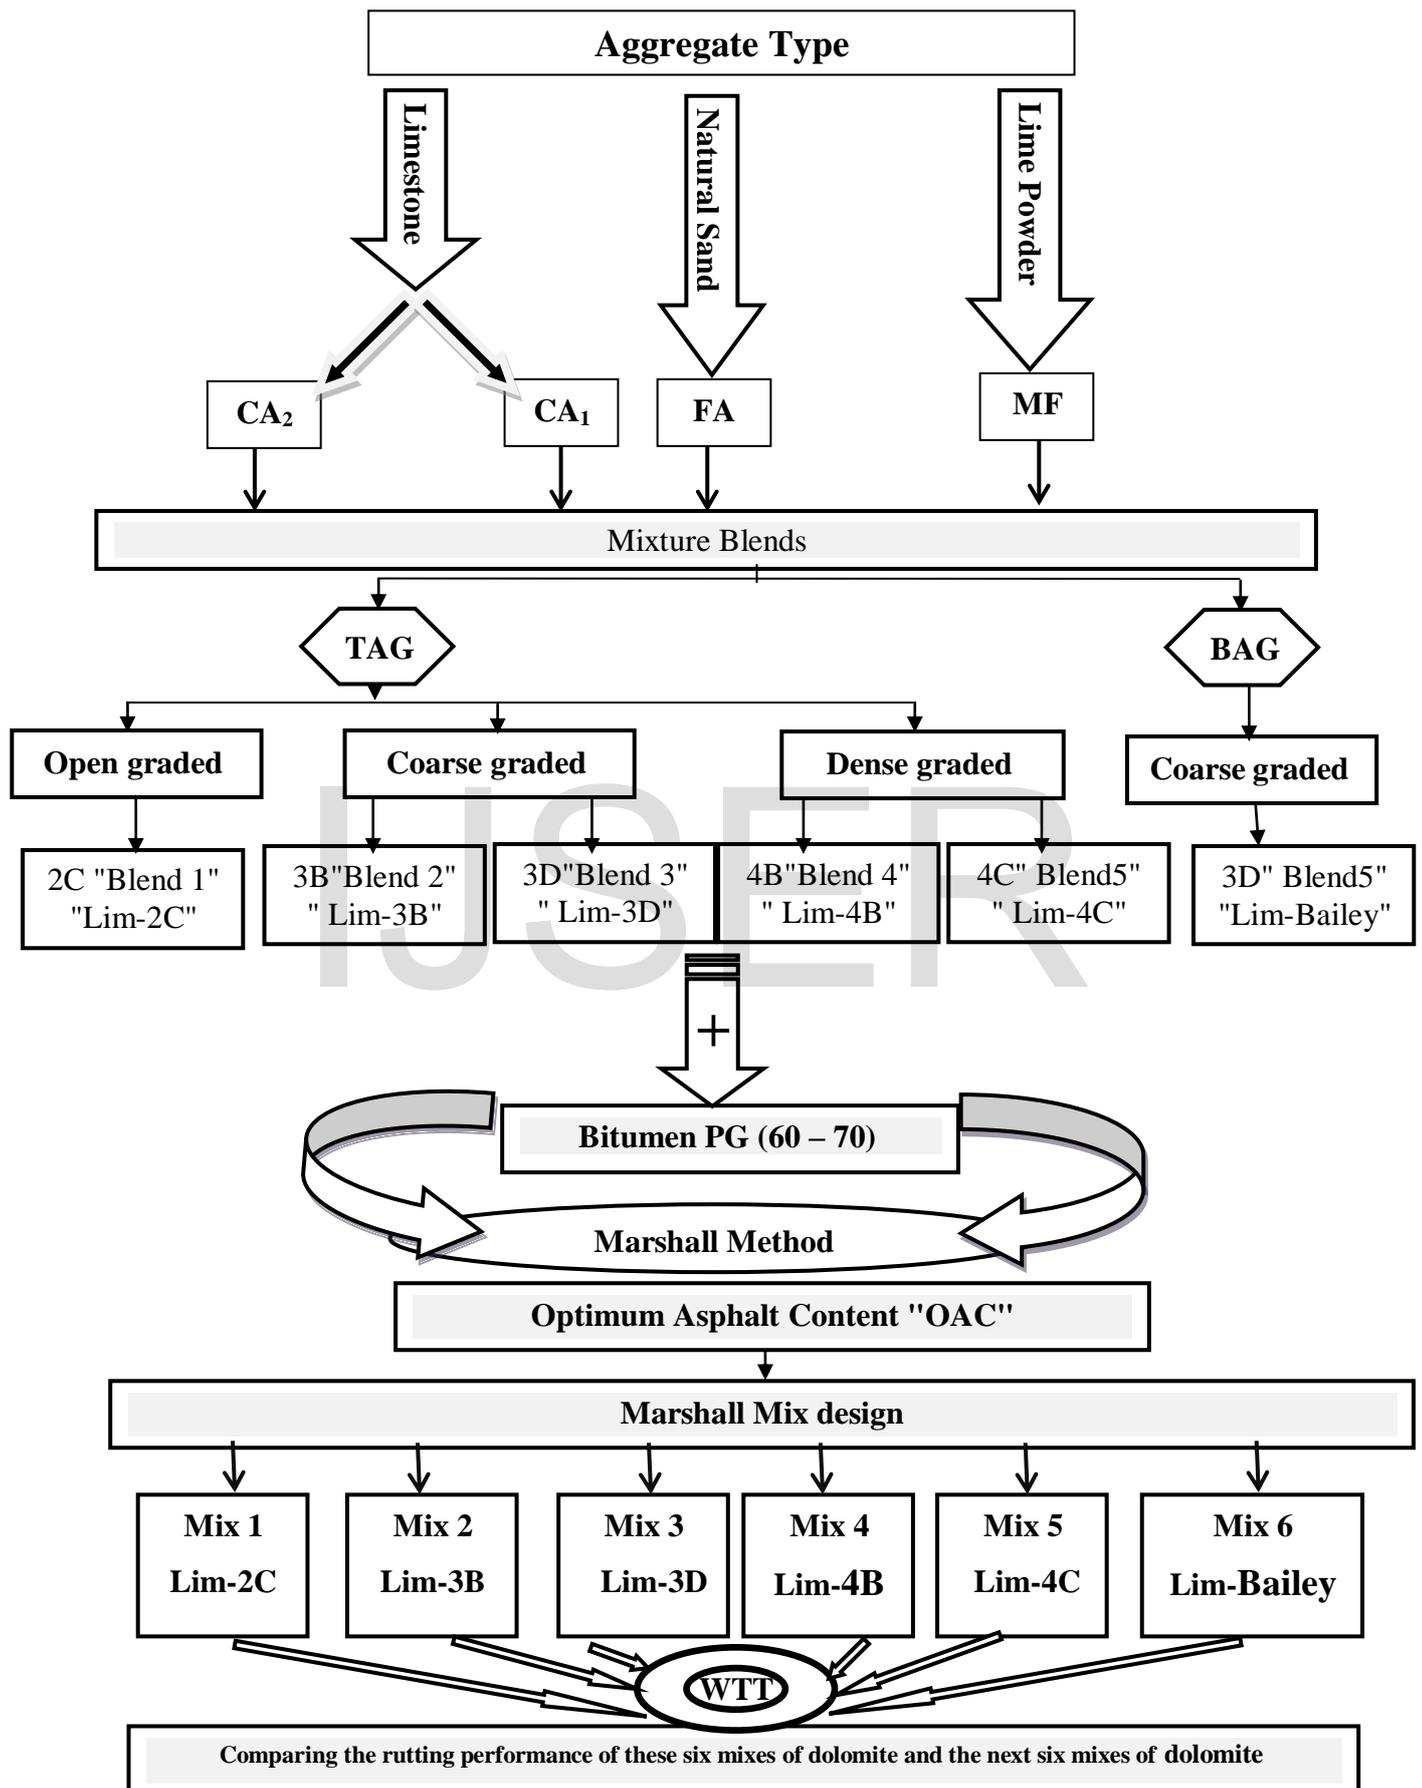 Aggregate Type
Limestone
Natural Sand
Lime Powder
CA₂
CA₁
FA
MF
Mixture Blends
TAG
BAG
Open graded
Coarse graded
Dense graded
Coarse graded
2C "Blend 1"
"Lim-2C"
3B"Blend 2"
" Lim-3B"
3D"Blend 3"
" Lim-3D"
4B"Blend 4"
" Lim-4B"
4C" Blend5"
" Lim-4C"
3D" Blend5"
"Lim-Bailey"
IJSER
+
Bitumen PG (60 – 70)
Marshall Method
Optimum Asphalt Content "OAC"
Marshall Mix design
Mix 1
Lim-2C
Mix 2
Lim-3B
Mix 3
Lim-3D
Mix 4
Lim-4B
Mix 5
Lim-4C
Mix 6
Lim-Bailey
WTT
Comparing the rutting performance of these six mixes of dolomite and the next six mixes of dolomite